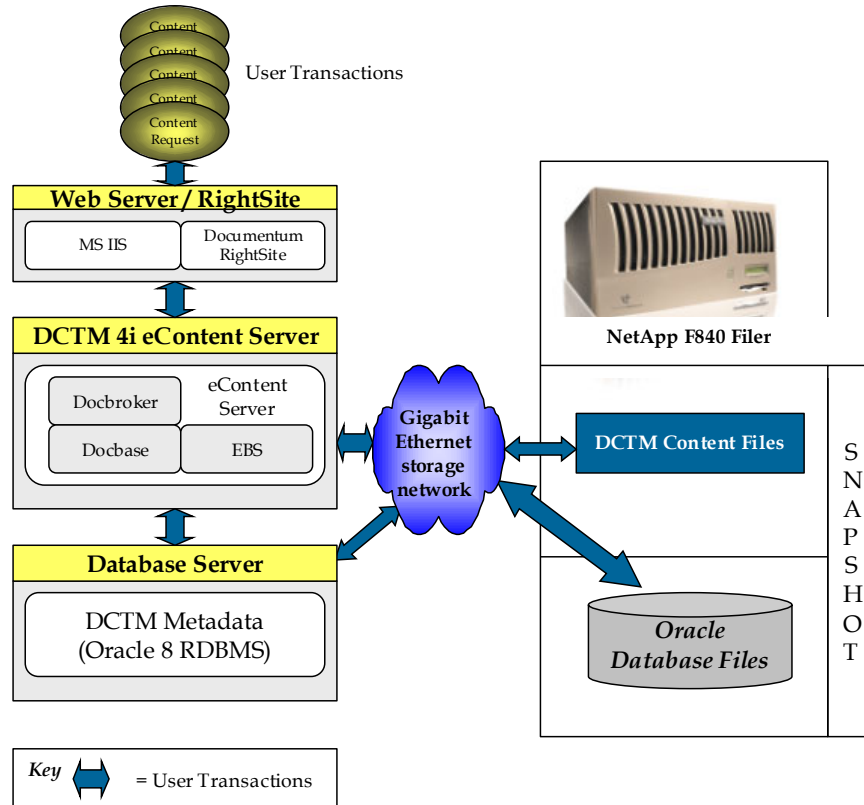 Content
Content
Content
Content
Content
Request
User Transactions
Web Server / RightSite
MS IIS
Documentum
RightSite
DCTM 4i eContent Server
Docbroker
eContent
Server
Docbase
EBS
Database Server
DCTM Metadata
(Oracle 8 RDBMS)
Gigabit
Ethernet
storage
network
NetApp F840 Filer
DCTM Content Files
Oracle
Database Files
S
N
A
P
S
H
O
T
Key
= User Transactions